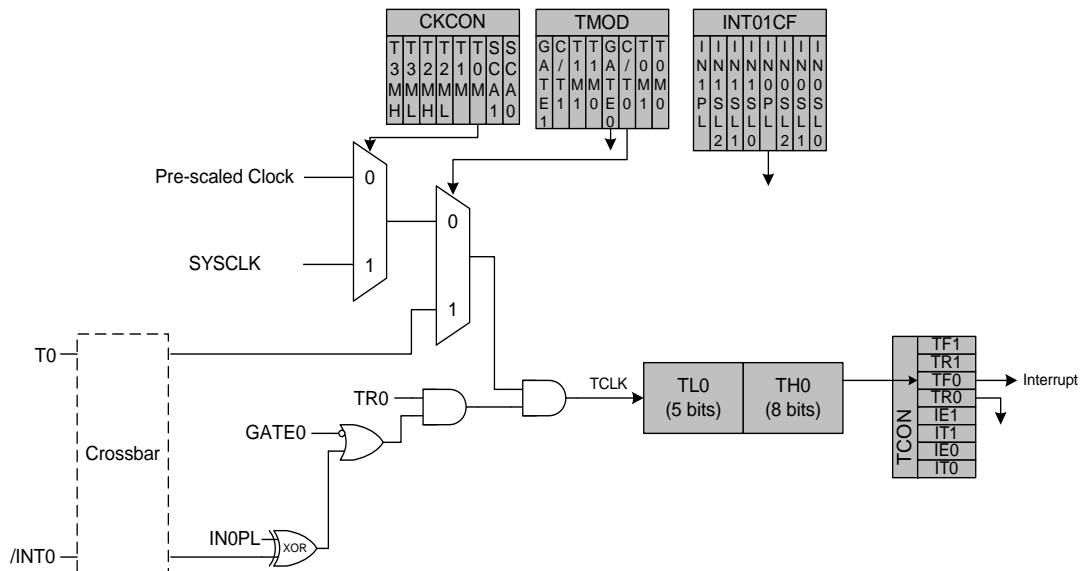 CKCON
T3MH
T3ML
T2MH
T2ML
T1M
T0M
SCA1
SCA0
TMOD
GATE1
C/T1
T1M1
T1M0
GATE0
C/T0
T0M1
T0M0
INT01CF
IN1PL
IN1SL2
IN1SL1
IN1SL0
IN0PL
IN0SL2
IN0SL1
IN0SL0
Pre-scaled Clock
0
SYSCLK
1
0
1
T0
Crossbar
/INT0
TR0
GATE0
IN0PL
XOR
TCLK
TL0
(5 bits)
TH0
(8 bits)
TCON
TF1
TR1
TF0
TR0
IE1
IT1
IE0
IT0
Interrupt